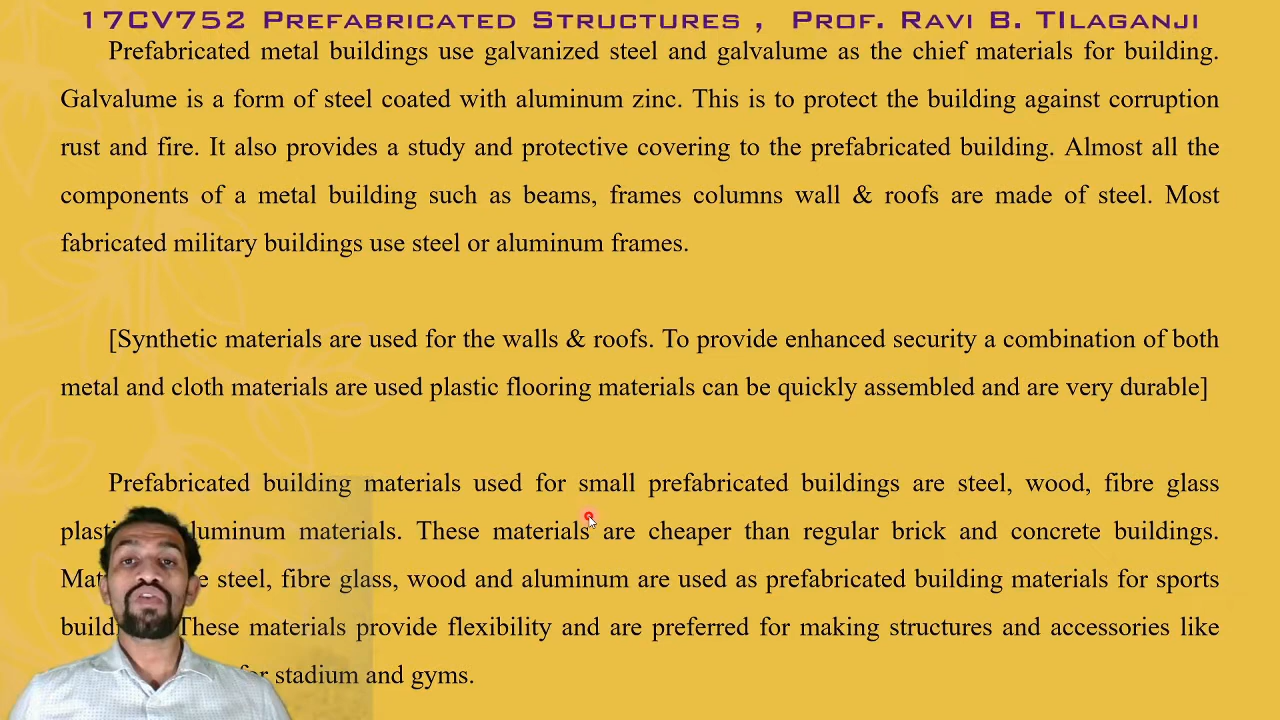 17CV752 Prefabricated Structures , Prof. Ravi B. TIlaganji
Prefabricated metal buildings use galvanized steel and galvalume as the chief materials for building.
Galvalume is a form of steel coated with aluminum zinc. This is to protect the building against corruption
rust and fire. It also provides a study and protective covering to the prefabricated building. Almost all the
components of a metal building such as beams, frames columns wall & roofs are made of steel. Most
fabricated military buildings use steel or aluminum frames.
[Synthetic materials are used for the walls & roofs. To provide enhanced security a combination of both
metal and cloth materials are used plastic flooring materials can be quickly assembled and are very durable]
Prefabricated building materials used for small prefabricated buildings are steel, wood, fibre glass
materials. These materials are cheaper than regular brick and concrete buildings.
steel, fibre glass, wood and aluminum are used as prefabricated building materials for sports
These materials provide flexibility and are preferred for making structures and accessories like
stadium and gyms.